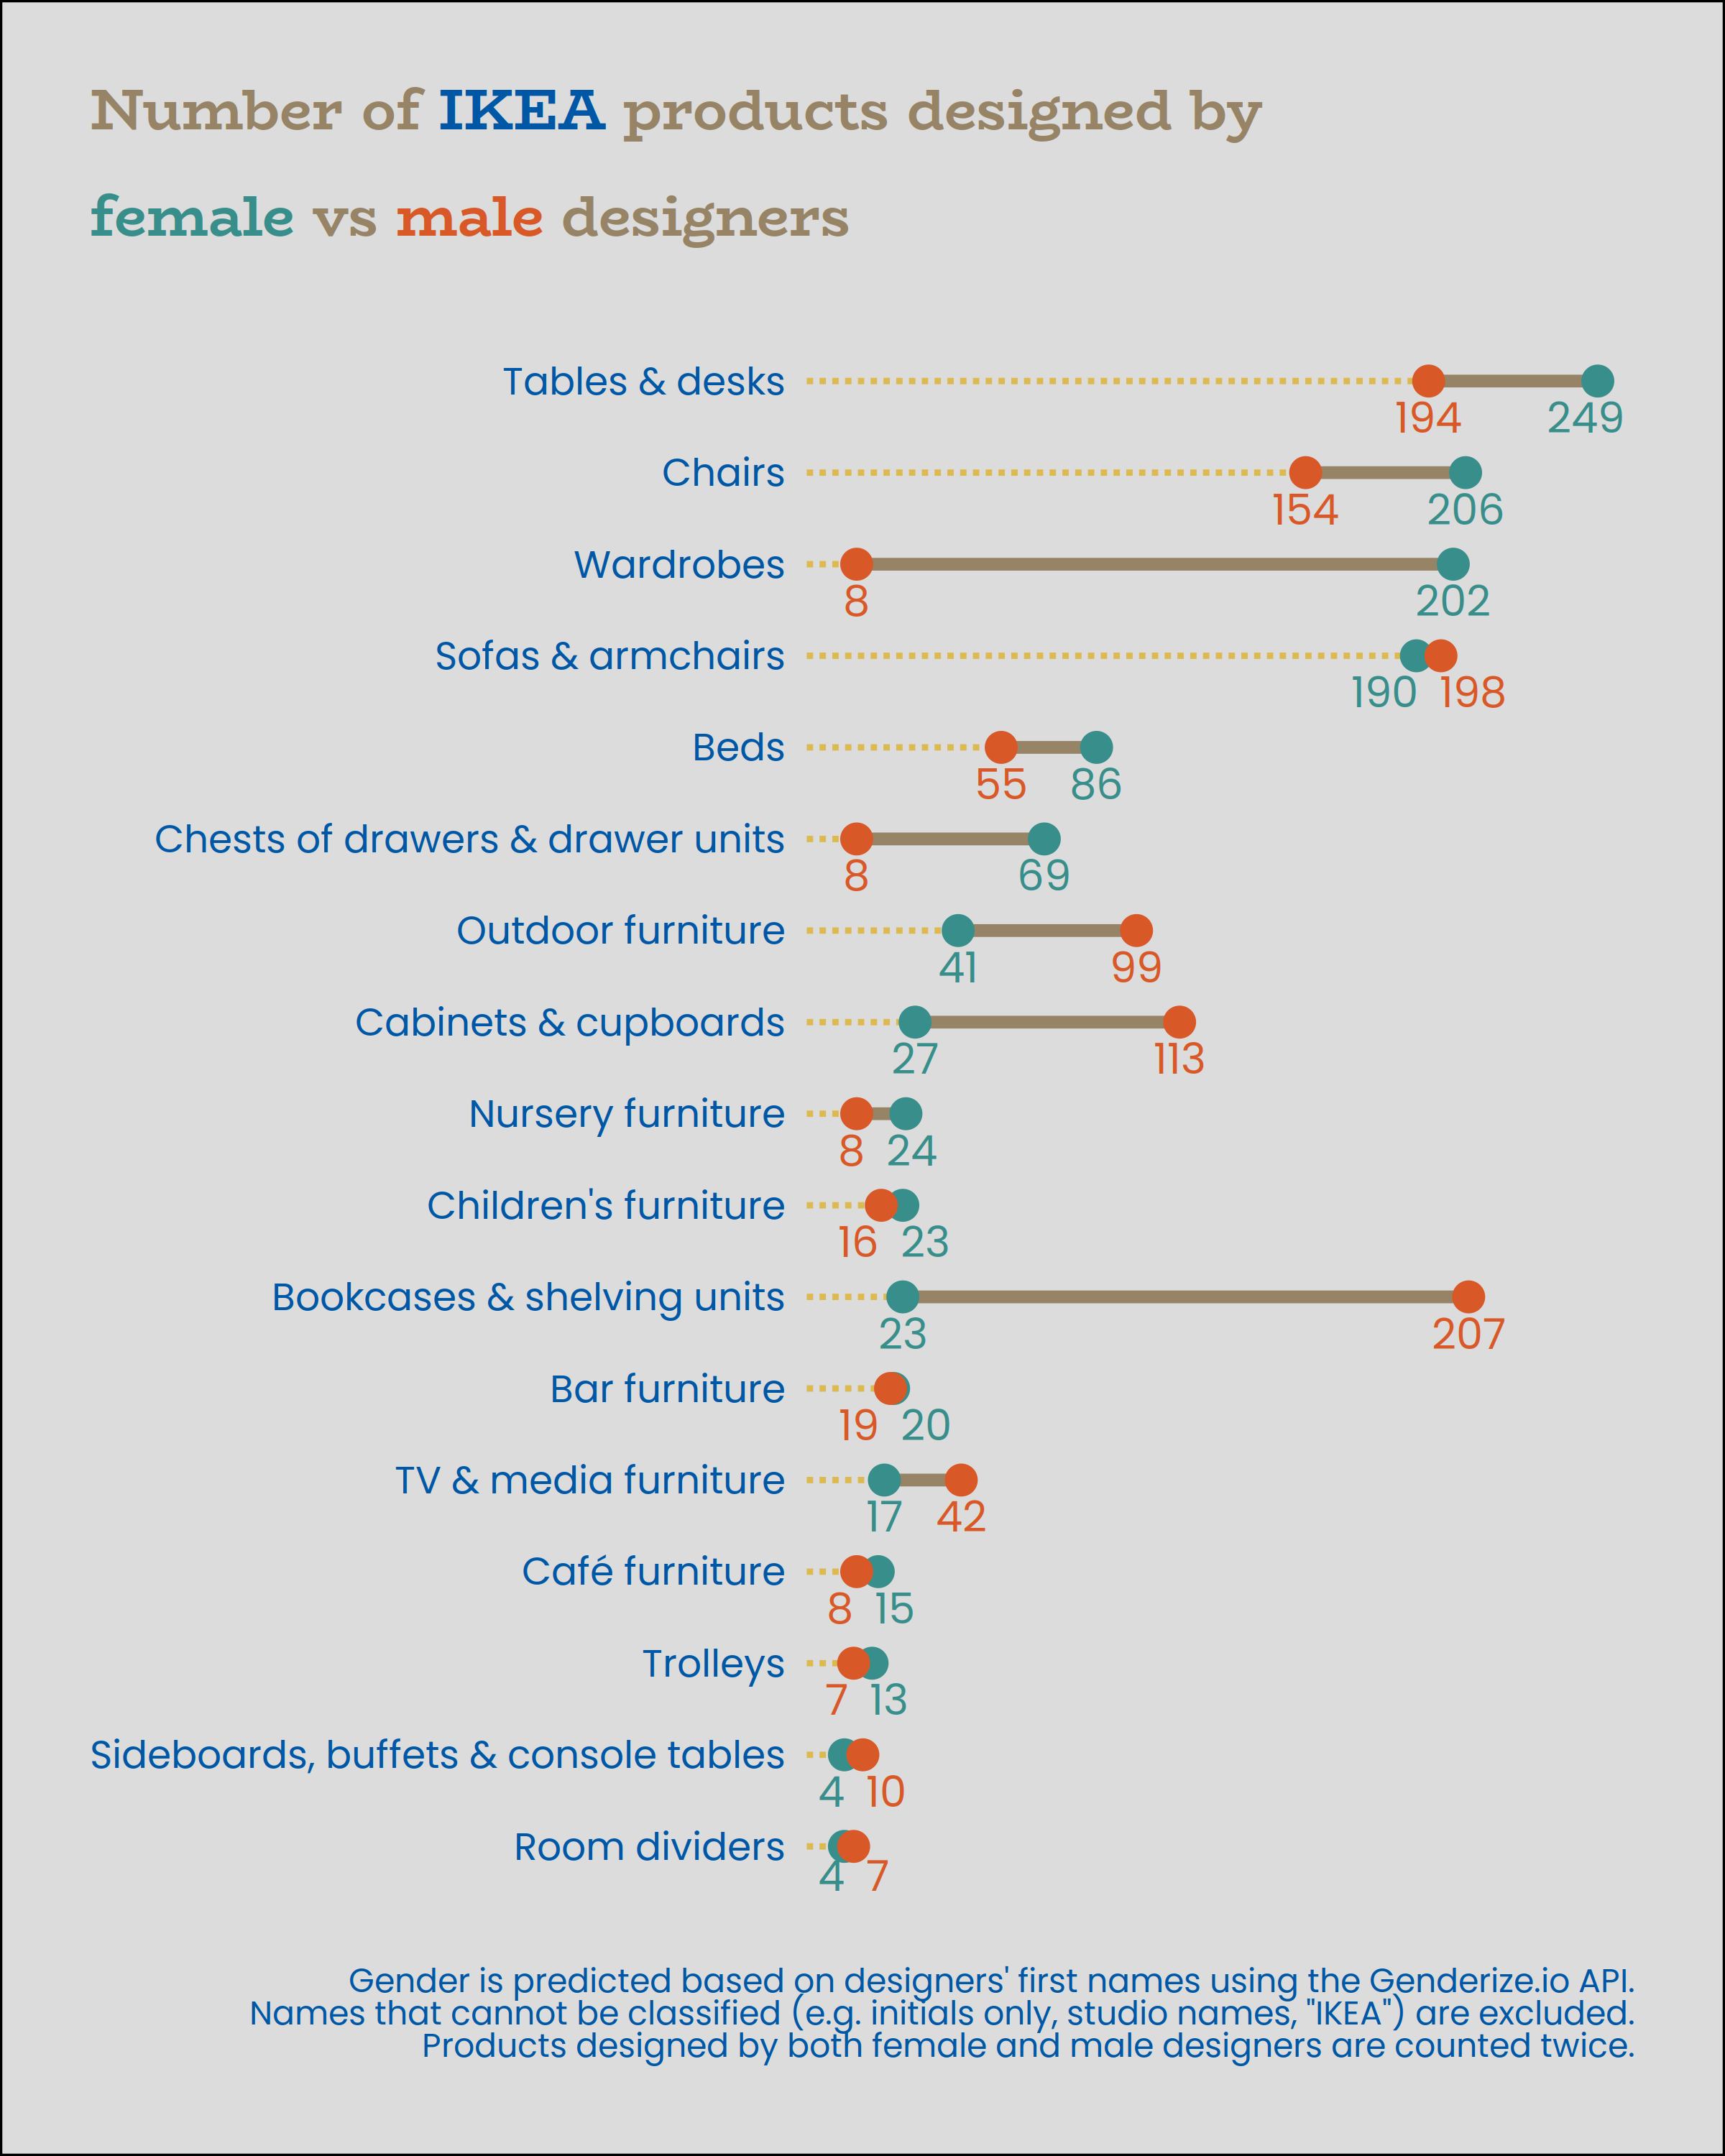 Number of IKEA products designed by
female vs male designers
Tables & desks
194 249
Chairs
154 206
Wardrobes
8 202
Sofas & armchairs
190 198
Beds
55 86
Chests of drawers & drawer units
8 69
Outdoor furniture
41 99
Cabinets & cupboards
27 113
Nursery furniture
8 24
Children's furniture
16 23
Bookcases & shelving units
23 207
Bar furniture
19 20
TV & media furniture
17 42
Café furniture
8 15
Trolleys
7 13
Sideboards, buffets & console tables
4 10
Room dividers
4 7
Gender is predicted based on designers' first names using the Genderize.io API.
Names that cannot be classified (e.g. initials only, studio names, "IKEA") are excluded.
Products designed by both female and male designers are counted twice.